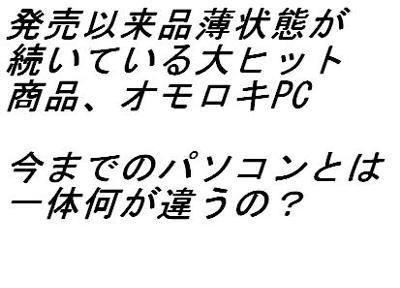 発売以来品薄状態が
続いている大ヒット
商品、オモロキPC
今までのパソコンとは
一体何が違うの？